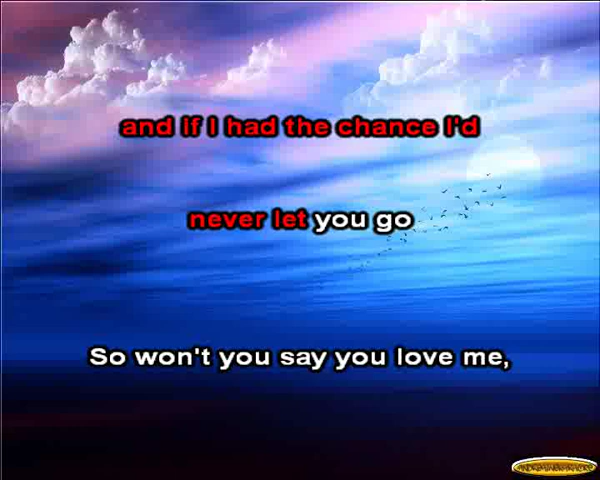 and if I had the chance I'd
never let you go
So won't you say you love me,